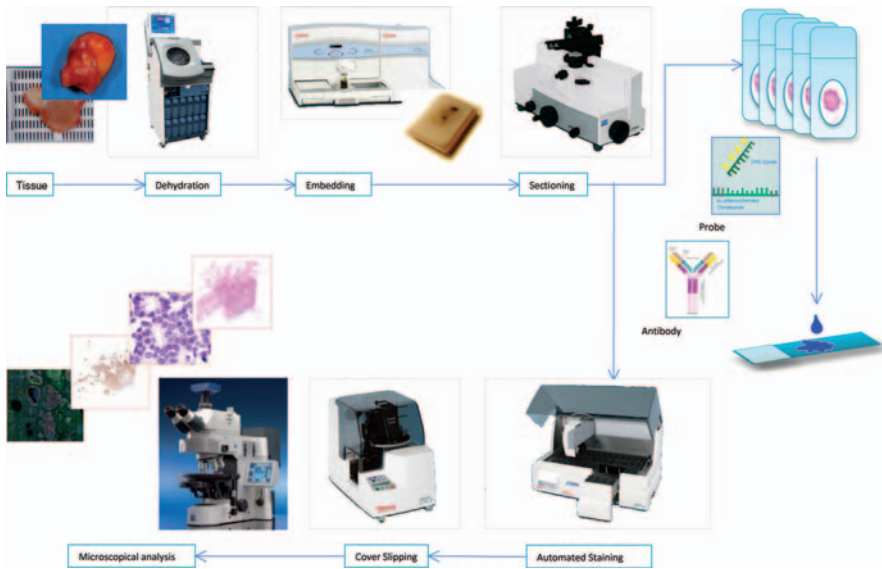 Tissue
Dehydration
Embedding
Sectioning
Probe
Antibody
Microscopical analysis
Cover Slipping
Automated Staining